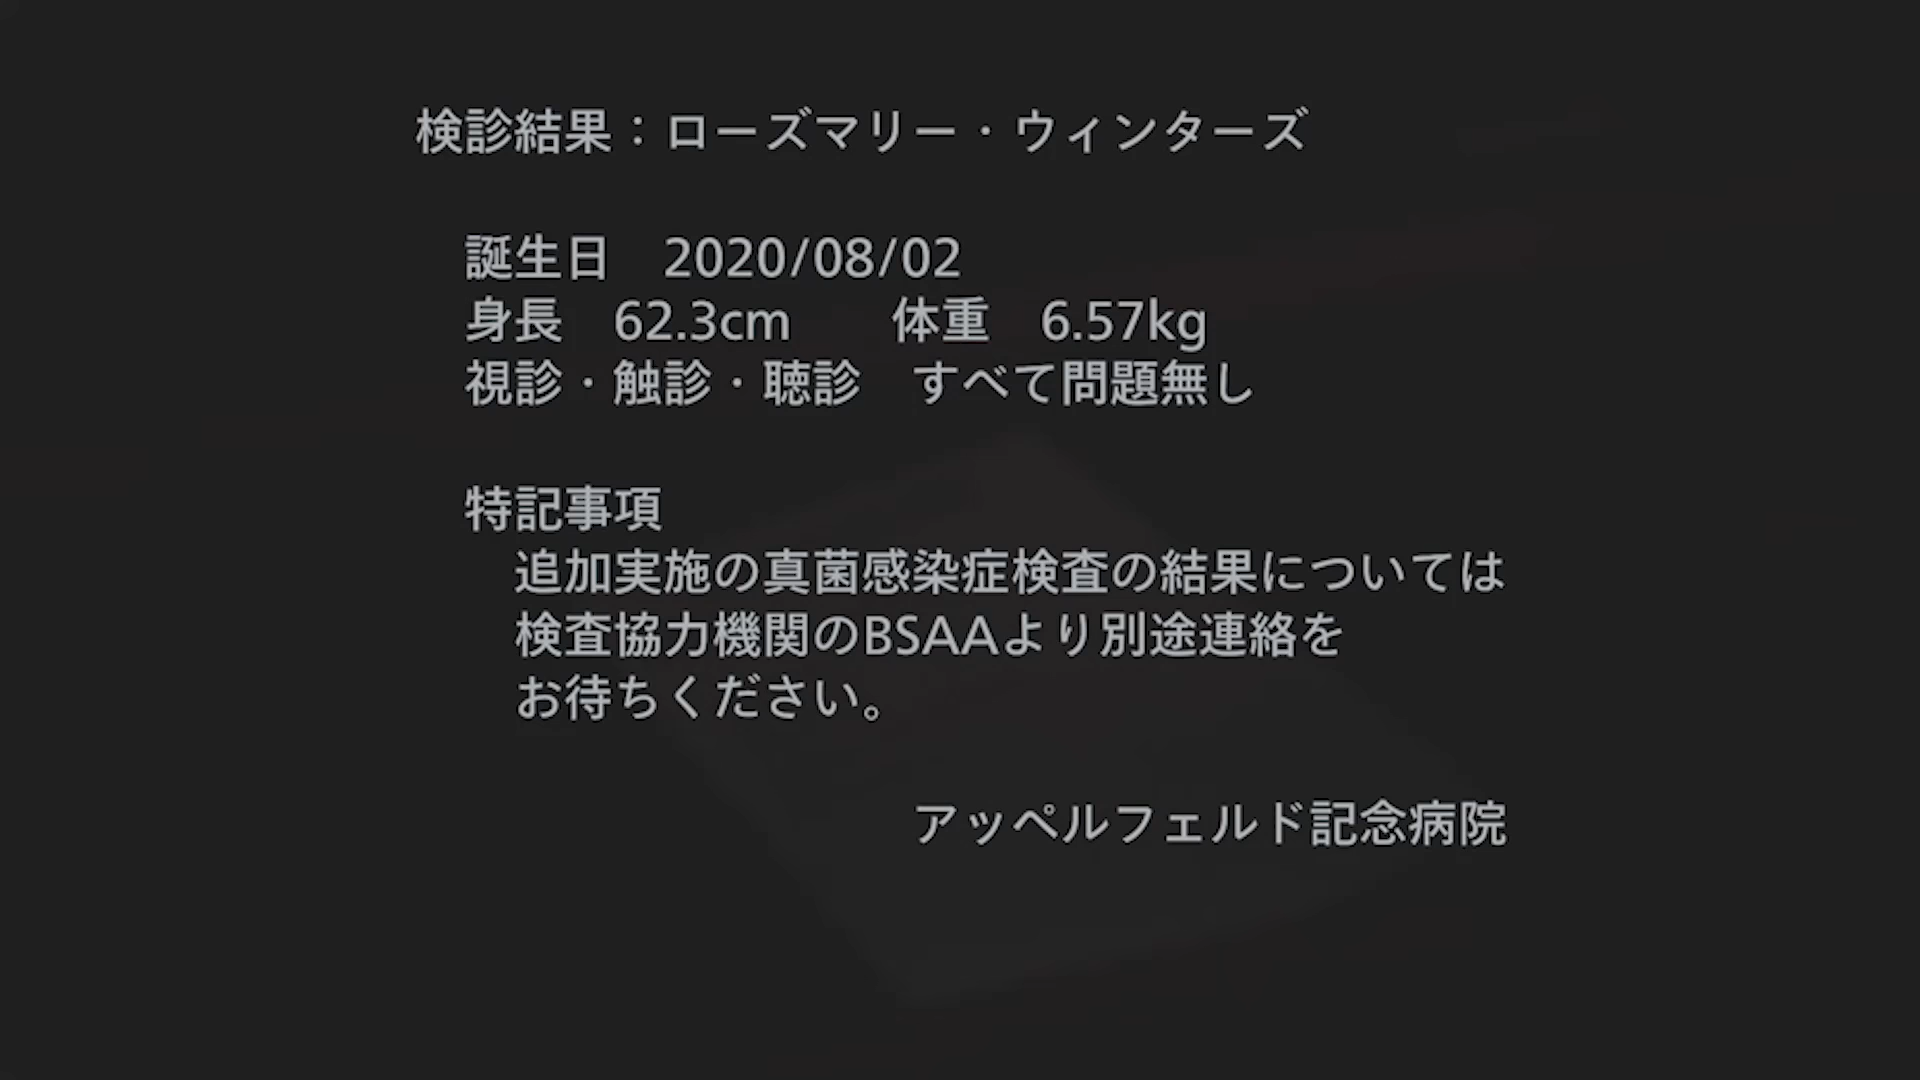 検診結果：ローズマリー・ウィンターズ
誕生日　2020/08/02
身長　62.3cm　　体重　6.57kg
視診・触診・聴診　すべて問題無し
特記事項
追加実施の真菌感染症検査の結果については
検査協力機関のBSAAより別途連絡を
お待ちください。
アッペルフェルド記念病院